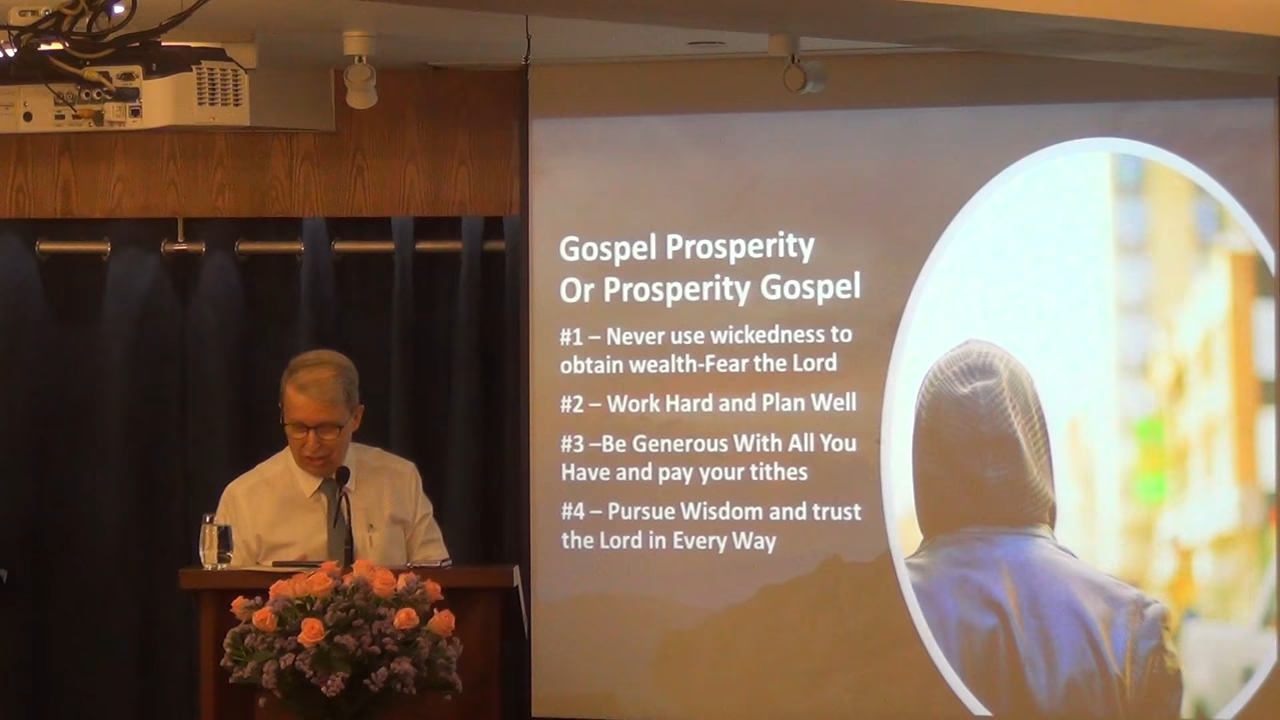 Gospel Prosperity
Or Prosperity Gospel
#1 – Never use wickedness to
obtain wealth-Fear the Lord
#2 – Work Hard and Plan Well
#3 –Be Generous With All You
Have and pay your tithes
#4 – Pursue Wisdom and trust
the Lord in Every Way